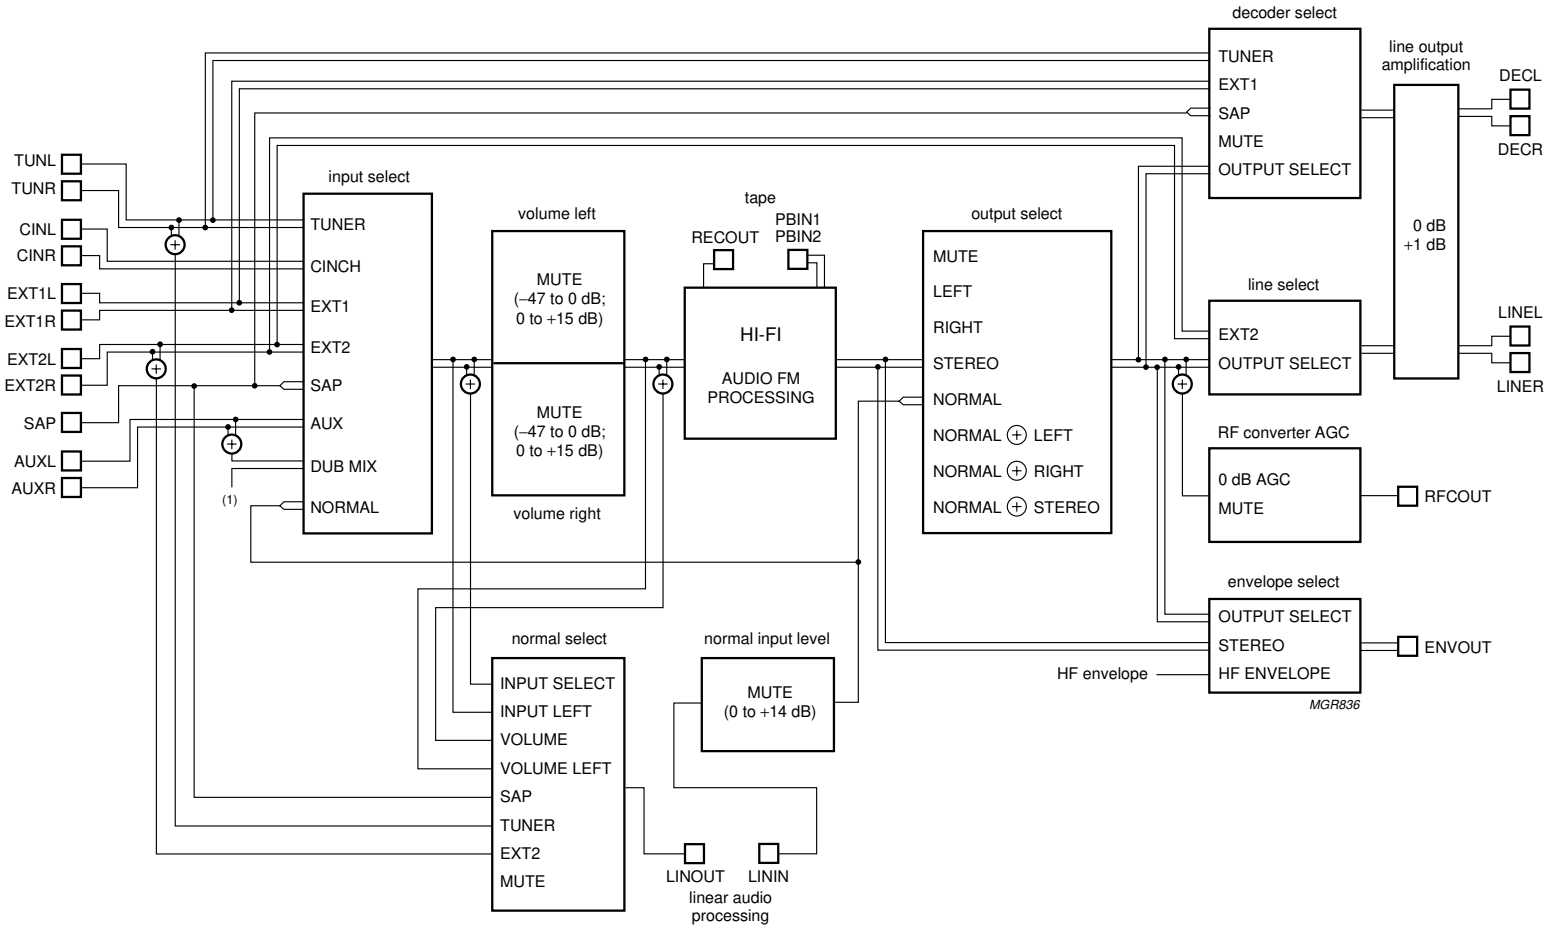 decoder select
TUNER
EXT1
SAP
MUTE
OUTPUT SELECT
line output
amplification
0 dB
+1 dB
DECL
DECR
TUNL
TUNR
CINL
CINR
EXT1L
EXT1R
EXT2L
EXT2R
SAP
AUXL
AUXR
input select
TUNER
CINCH
EXT1
EXT2
SAP
AUX
DUB MIX
NORMAL
(1)
volume left
MUTE
(–47 to 0 dB;
0 to +15 dB)
MUTE
(–47 to 0 dB;
0 to +15 dB)
volume right
tape
RECOUT
PBIN1
PBIN2
HI-FI
AUDIO FM
PROCESSING
output select
MUTE
LEFT
RIGHT
STEREO
NORMAL
NORMAL + LEFT
NORMAL + RIGHT
NORMAL + STEREO
line select
EXT2
OUTPUT SELECT
LINEL
LINER
RF converter AGC
0 dB AGC
MUTE
RFCOUT
envelope select
OUTPUT SELECT
STEREO
HF ENVELOPE
HF envelope
ENVOUT
MGR836
normal select
INPUT SELECT
INPUT LEFT
VOLUME
VOLUME LEFT
SAP
TUNER
EXT2
MUTE
normal input level
MUTE
(0 to +14 dB)
LINOUT
LININ
linear audio
processing